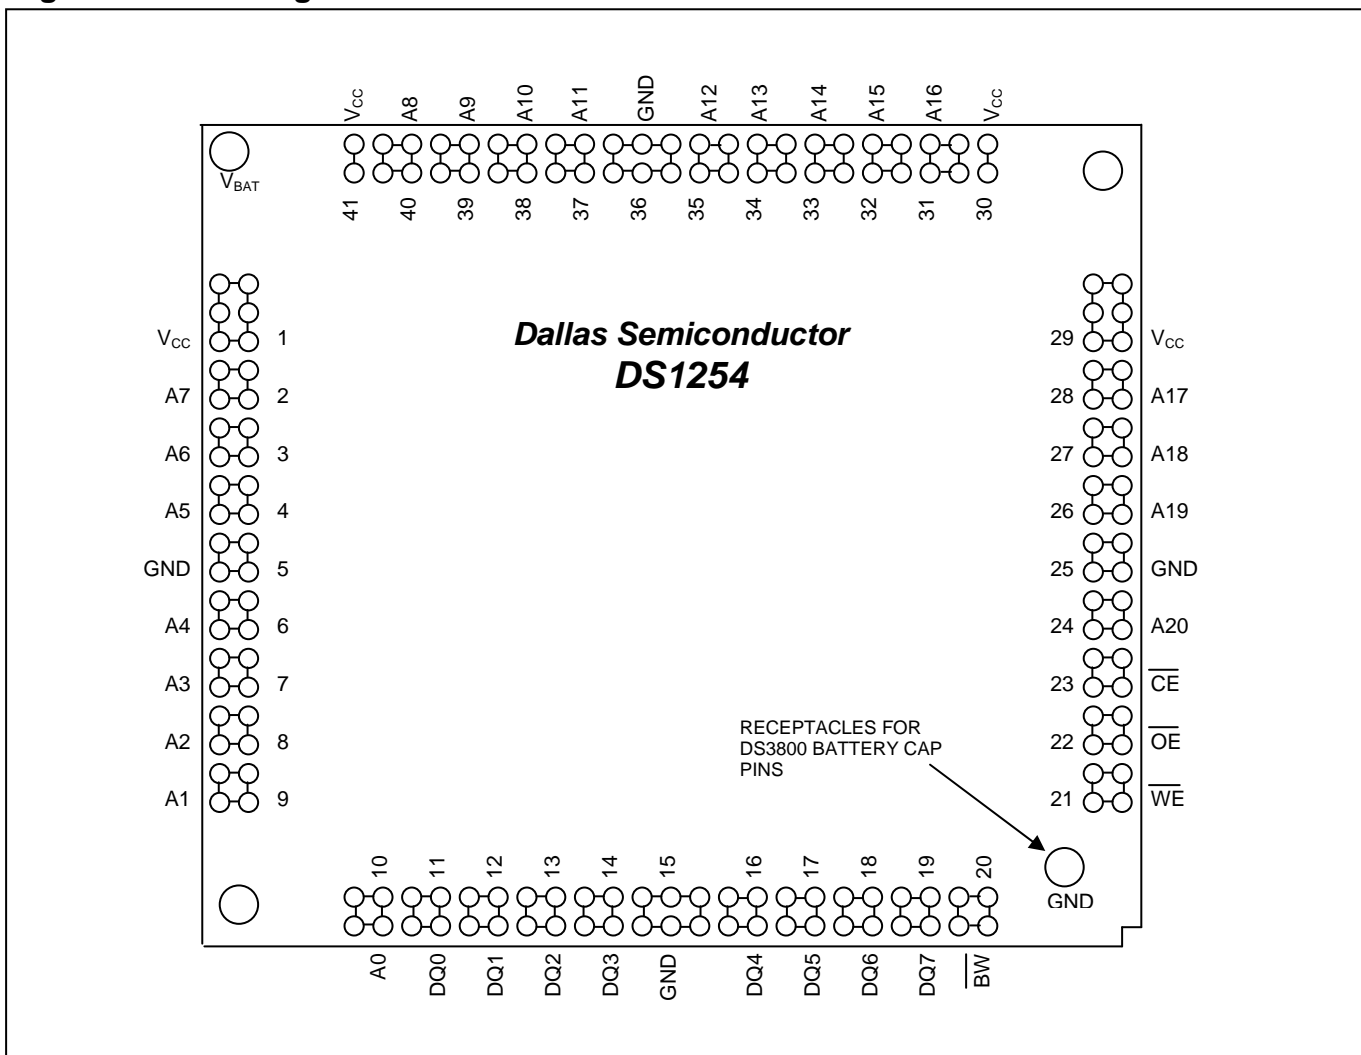 VCC A8 A9 A10 A11 GND A12 A13 A14 A15 A16 VCC
VBAT
41 40 39 38 37 36 35 34 33 32 31 30
Dallas Semiconductor
DS1254
VCC 1
A7 2
A6 3
A5 4
GND 5
A4 6
A3 7
A2 8
A1 9
29 VCC
28 A17
27 A18
26 A19
25 GND
24 A20
23 CE
22 OE
21 WE
RECEPTACLES FOR
DS3800 BATTERY CAP
PINS
GND
10 11 12 13 14 15 16 17 18 19 20
A0 DQ0 DQ1 DQ2 DQ3 GND DQ4 DQ5 DQ6 DQ7 BW